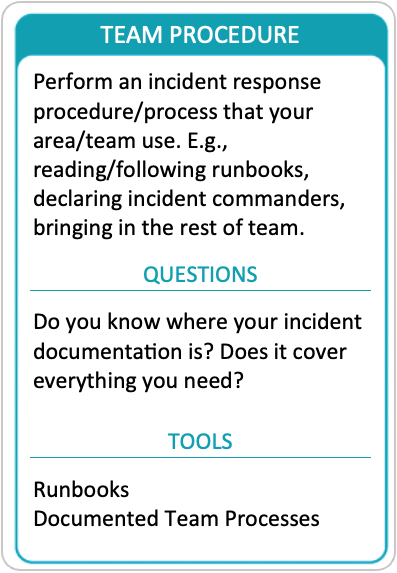 TEAM PROCEDURE
Perform an incident response
procedure/process that your
area/team use. E.g.,
reading/following runbooks,
declaring incident commanders,
bringing in the rest of team.
QUESTIONS
Do you know where your incident
documentation is? Does it cover
everything you need?
TOOLS
Runbooks
Documented Team Processes